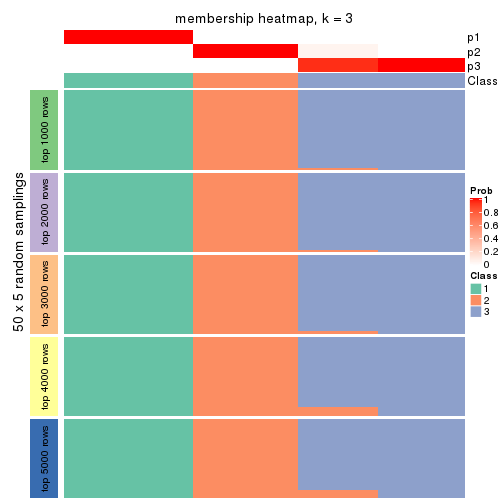 membership heatmap, k = 3
p1
p2
p3
Class
50 x 5 random samplings
top 1000 rows
top 2000 rows
top 3000 rows
top 4000 rows
top 5000 rows
Prob
1
0.8
0.6
0.4
0.2
0
Class
1
2
3